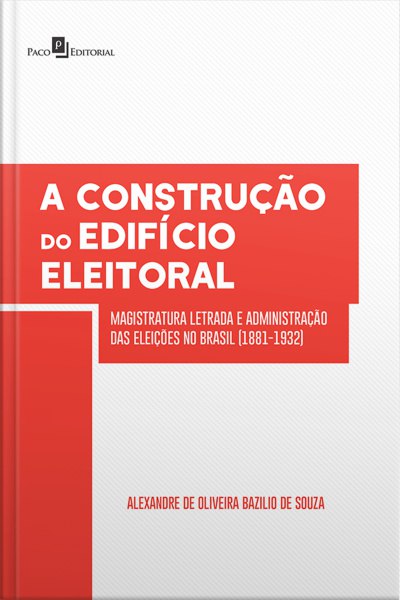 PACO P EDITORIAL
A CONSTRUÇÃO
DO EDIFÍCIO
ELEITORAL
MAGISTRATURA LETRADA E ADMINISTRAÇÃO
DAS ELEIÇÕES NO BRASIL (1881-1932)
ALEXANDRE DE OLIVEIRA BAZILIO DE SOUZA